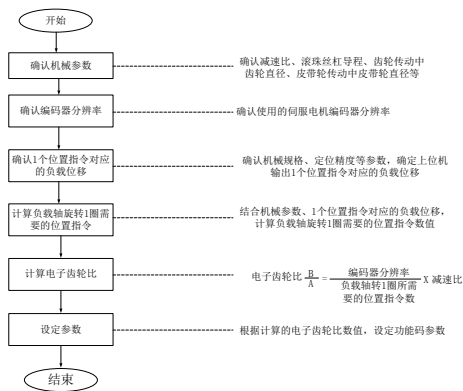 开始
确认机械参数
确认减速比、滚珠丝杠导程、齿轮传动中
齿轮直径、皮带轮传动中皮带轮直径等
确认编码器分辨率
确认使用的伺服电机编码器分辨率
确认1个位置指令对应
的负载位移
确认机械规格、定位精度等参数，确定上位机
输出1个位置指令对应的负载位移
计算负载轴旋转1圈需
要的位置指令
结合机械参数、1个位置指令对应的负载位移，
计算负载轴旋转1圈需要的位置指令数值
计算电子齿轮比
电子齿轮比 B/A = 编码器分辨率/负载轴转1圈所需
要的位置指令数 X 减速比
设定参数
根据计算的电子齿轮比数值，设定功能码参数
结束